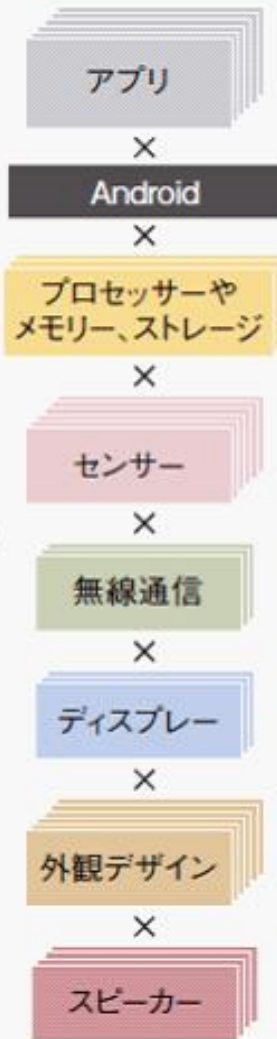 アプリ
×
Android
×
プロセッサーや
メモリー、ストレージ
×
センサー
×
無線通信
×
ディスプレー
×
外観デザイン
×
スピーカー